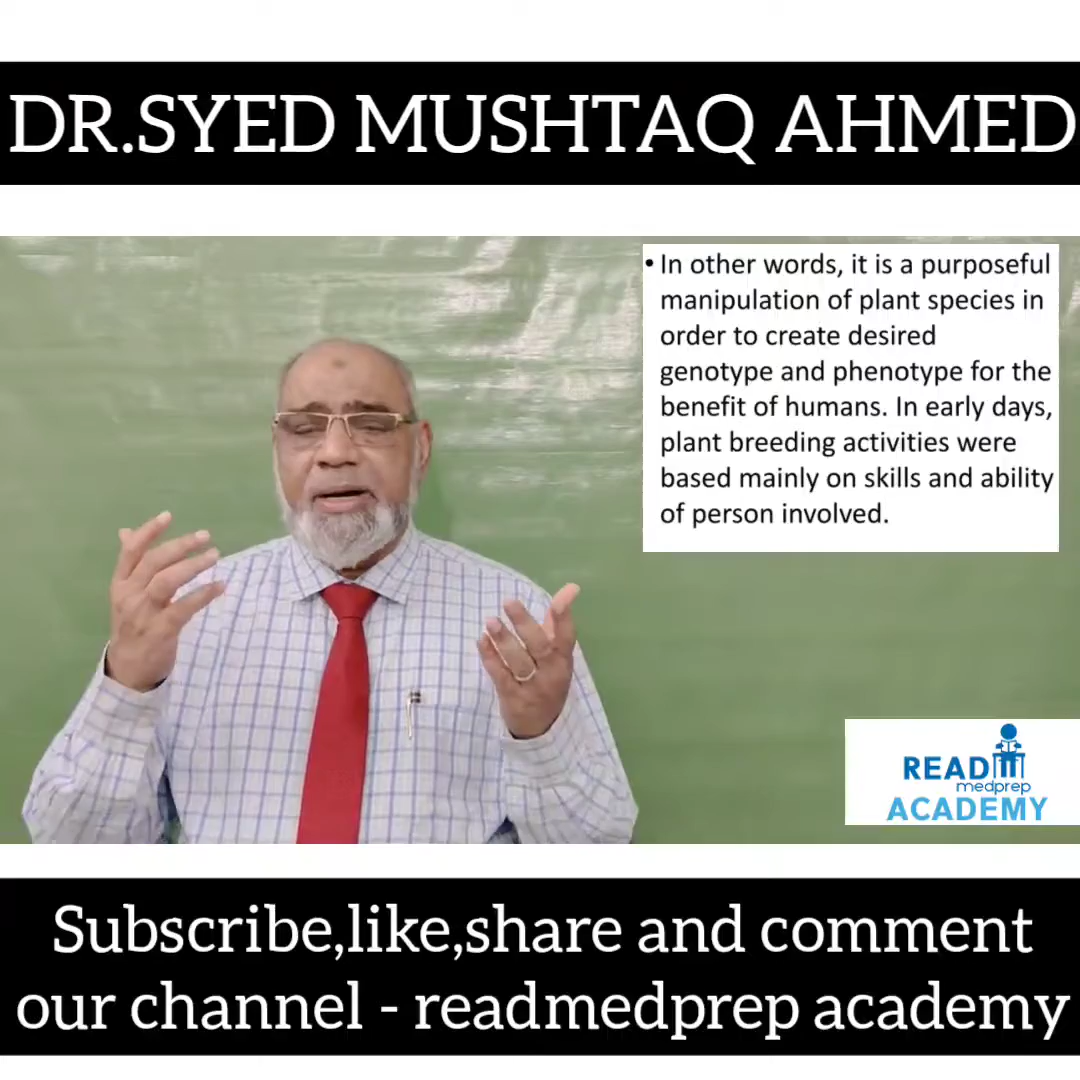 DR.SYED MUSHTAQ AHMED
• In other words, it is a purposeful
manipulation of plant species in
order to create desired
genotype and phenotype for the
benefit of humans. In early days,
plant breeding activities were
based mainly on skills and ability
of person involved.
READ
medprep
ACADEMY
Subscribe,like,share and comment
our channel - readmedprep academy